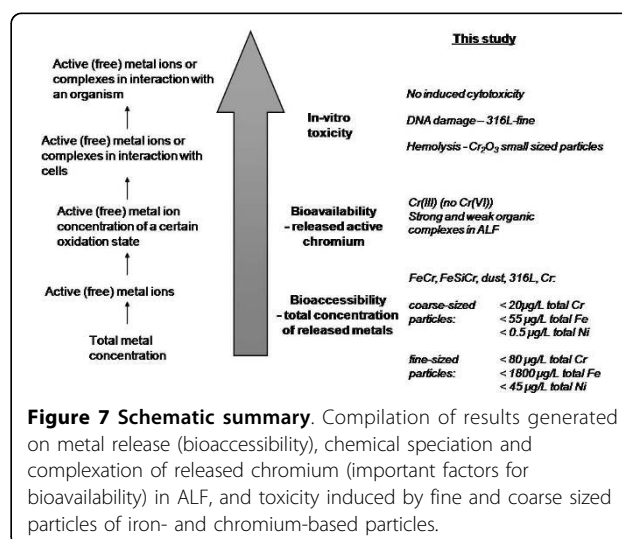 This study
Active (free) metal ions or
complexes in interaction with
an organism
Active (free) metal ions or
complexes in interaction with
cells
Active (free) metal ion
concentration of a certain
oxidation state
Active (free) metal ions
Total metal
concentration
In-vitro
toxicity
Bioavailability
– released active
chromium
Bioaccessibility
– total concentration
of released metals
No induced cytotoxicity
DNA damage – 316L-fine
Hemolysis - Cr₂O₃ small sized particles
Cr(III) (no Cr(VI))
Strong and weak organic
complexes in ALF
FeCr, FeSiCr, dust, 316L, Cr:
coarse-sized < 20µg/L total Cr
particles: < 55 µg/L total Fe
< 0.5 µg/L total Ni
fine-sized < 80 µg/L total Cr
particles: < 1800 µg/L total Fe
< 45 µg/L total Ni
Figure 7 Schematic summary. Compilation of results generated
on metal release (bioaccessibility), chemical speciation and
complexation of released chromium (important factors for
bioavailability) in ALF, and toxicity induced by fine and coarse sized
particles of iron- and chromium-based particles.